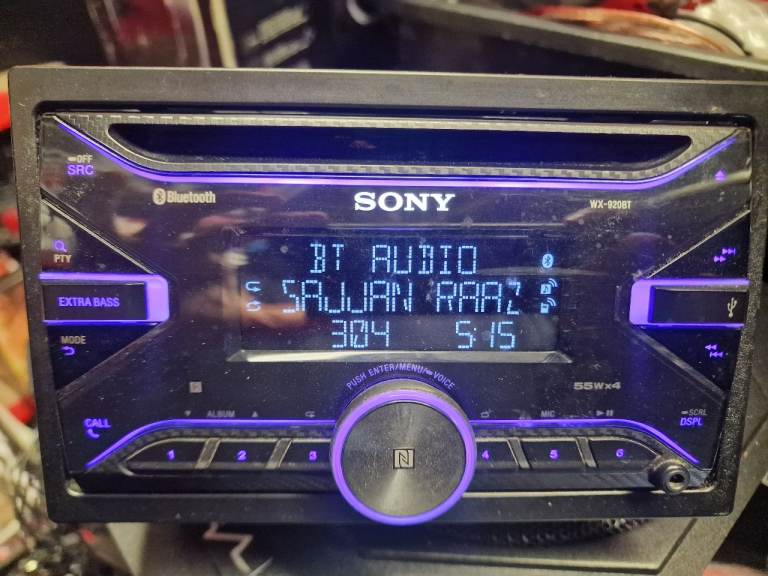 OFF
SRC
Bluetooth
SONY
WX-920BT
PTY
BT AUDIO
EXTRA BASS
SAJJAN RAAZ
304 5:15
MODE
PUSH ENTER/MENU/ VOICE
55W×4
ALBUM
MIC
SCRL
DSPL
CALL
1 2 3 4 5 6
N